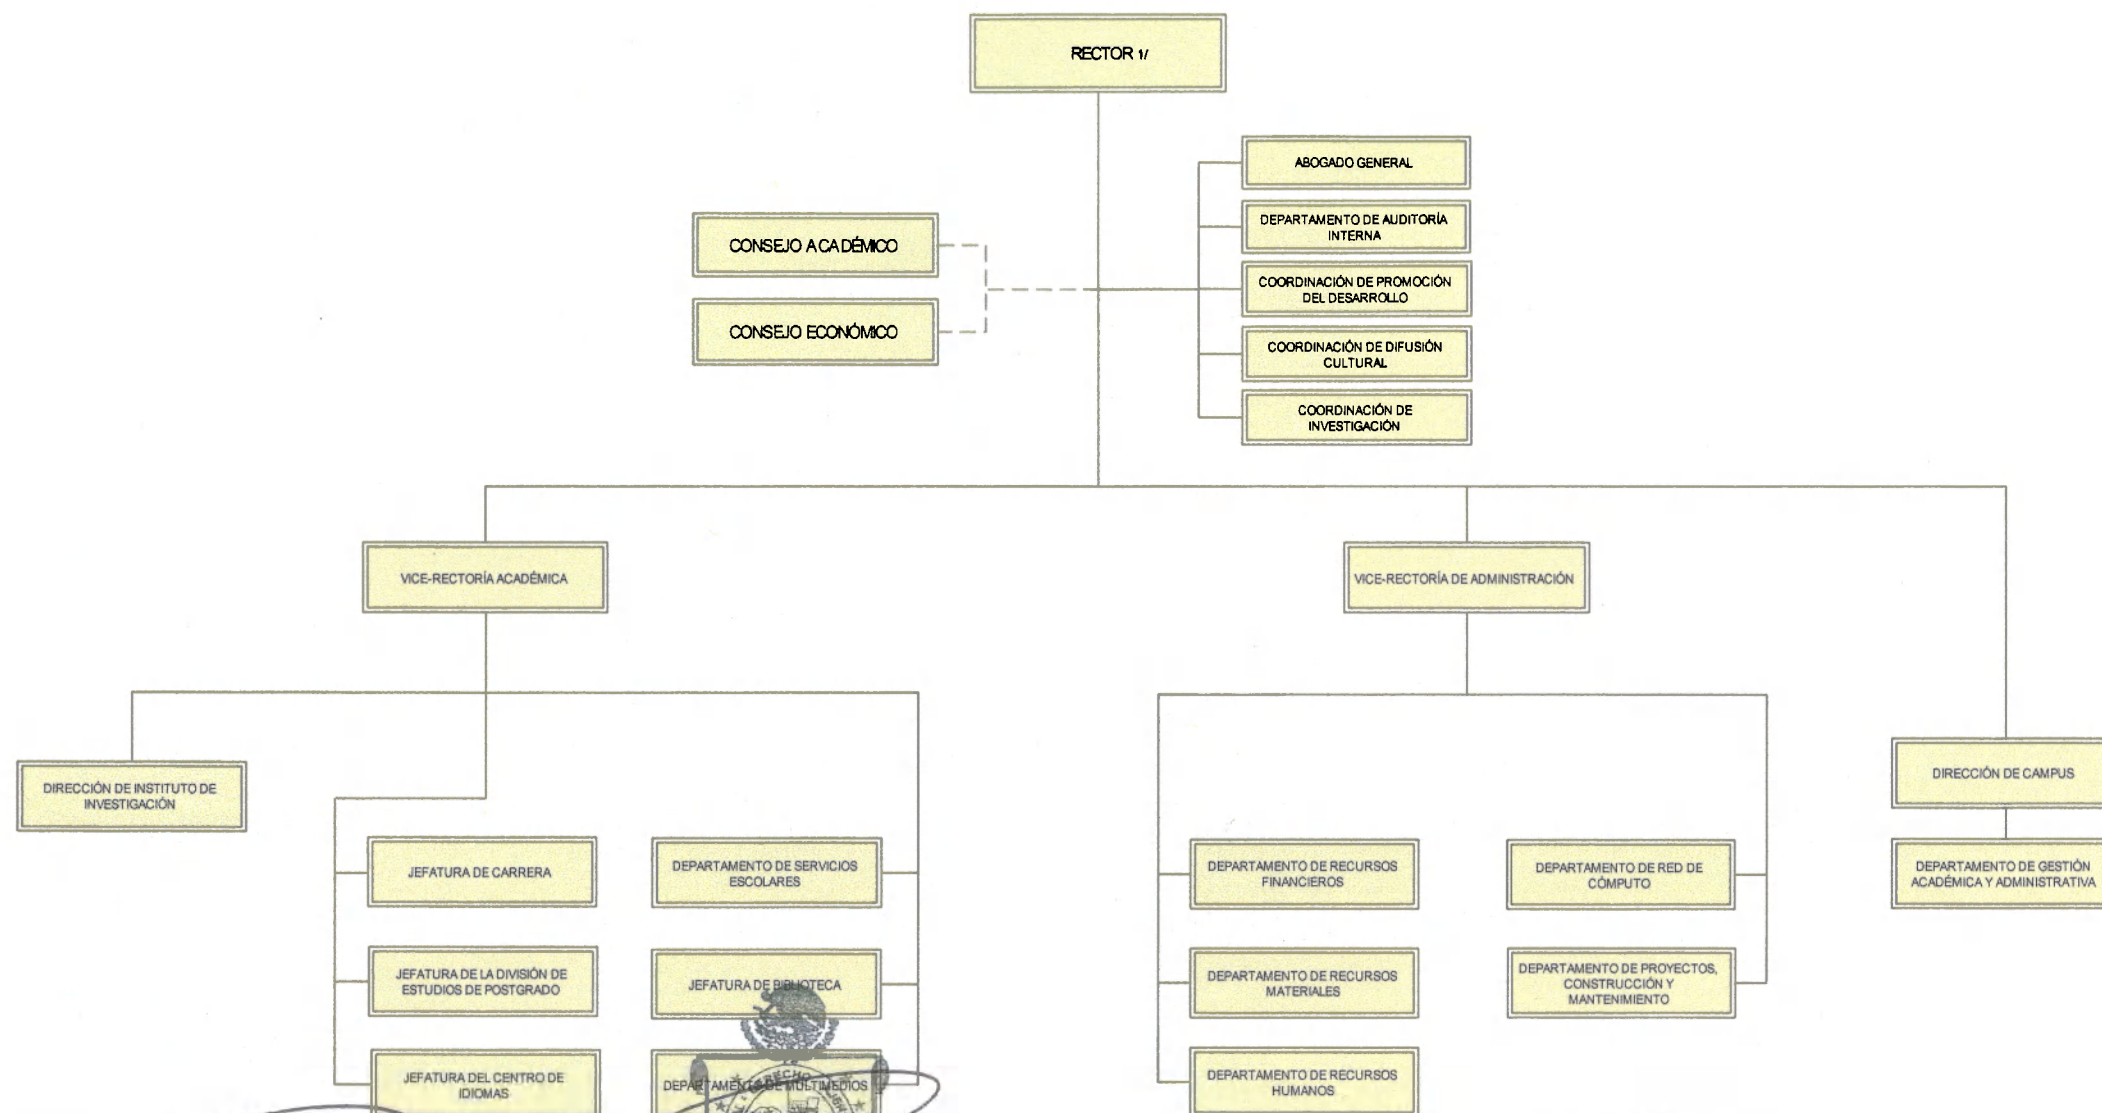 RECTOR 1/
ABOGADO GENERAL
DEPARTAMENTO DE AUDITORÍA
INTERNA
CONSEJO ACADÉMICO
COORDINACIÓN DE PROMOCIÓN
DEL DESARROLLO
CONSEJO ECONÓMICO
COORDINACIÓN DE DIFUSIÓN
CULTURAL
COORDINACIÓN DE
INVESTIGACIÓN
VICE-RECTORÍA ACADÉMICA
VICE-RECTORÍA DE ADMINISTRACIÓN
DIRECCIÓN DE INSTITUTO DE
INVESTIGACIÓN
DIRECCIÓN DE CAMPUS
JEFATURA DE CARRERA
DEPARTAMENTO DE SERVICIOS
ESCOLARES
DEPARTAMENTO DE RECURSOS
FINANCIEROS
DEPARTAMENTO DE RED DE
CÓMPUTO
DEPARTAMENTO DE GESTIÓN
ACADÉMICA Y ADMINISTRATIVA
JEFATURA DE LA DIVISIÓN DE
ESTUDIOS DE POSTGRADO
JEFATURA DE BIBLIOTECA
DEPARTAMENTO DE RECURSOS
MATERIALES
DEPARTAMENTO DE PROYECTOS,
CONSTRUCCIÓN Y
MANTENIMIENTO
JEFATURA DEL CENTRO DE
IDIOMAS
DEPARTAMENTO DE MULTIMEDIOS
DEPARTAMENTO DE RECURSOS
HUMANOS